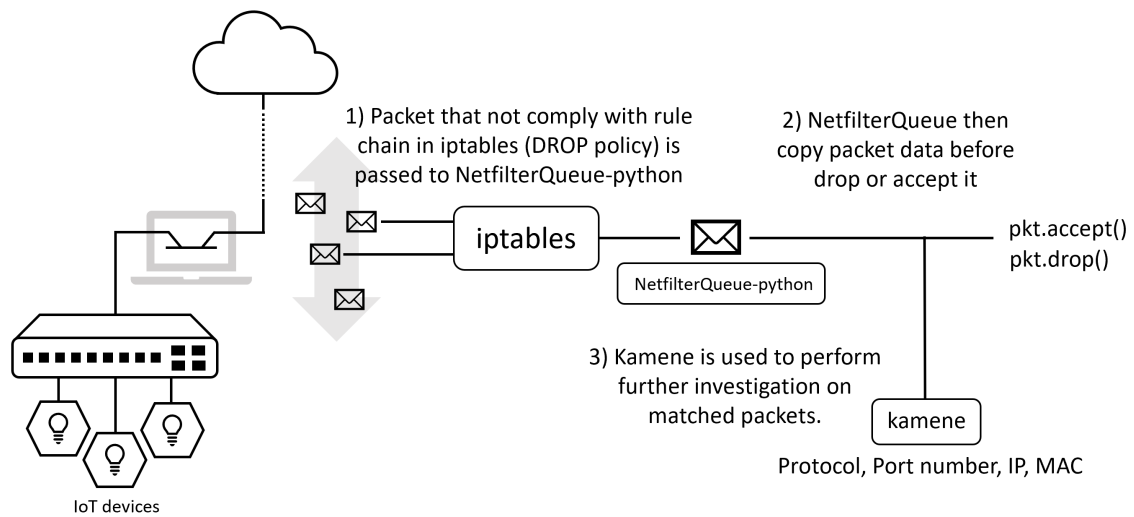 1) Packet that not comply with rule
chain in iptables (DROP policy) is
passed to NetfilterQueue-python
2) NetfilterQueue then
copy packet data before
drop or accept it
iptables
pkt.accept()
pkt.drop()
NetfilterQueue-python
3) Kamene is used to perform
further investigation on
matched packets.
kamene
Protocol, Port number, IP, MAC
IoT devices